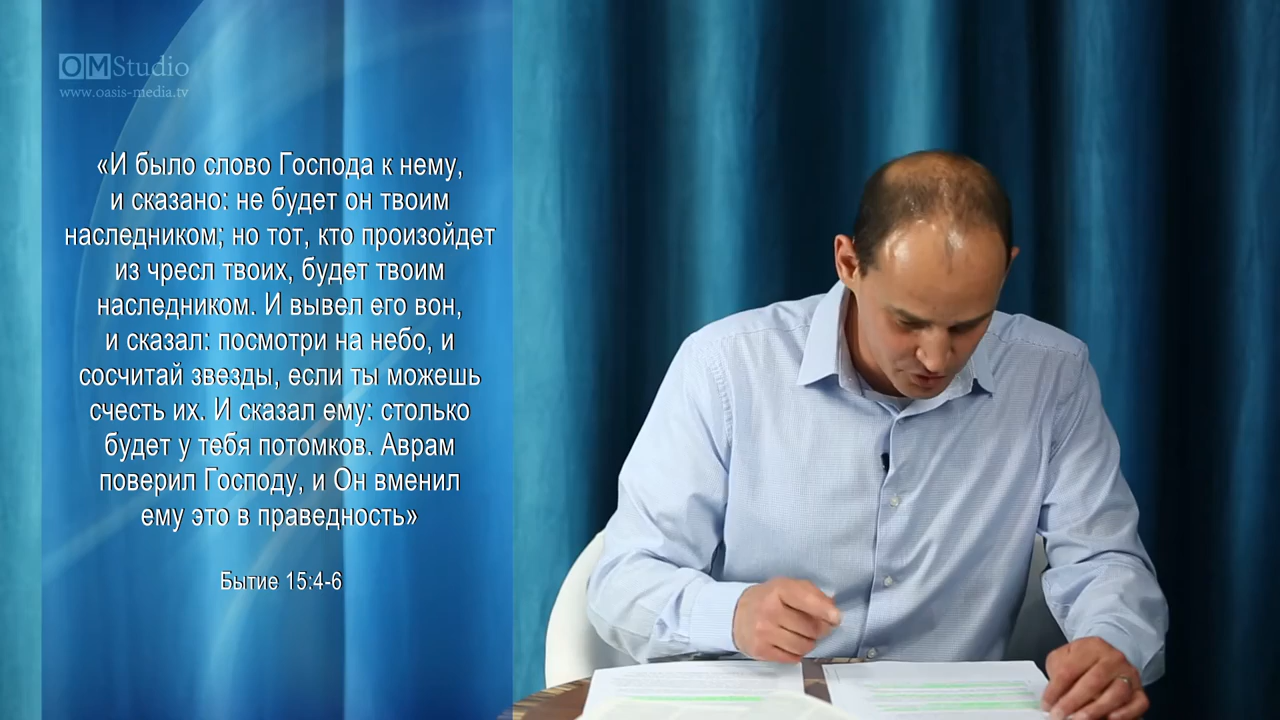 OMStudio
www.oasis-media.tv
«И было слово Господа к нему,
и сказано: не будет он твоим
наследником; но тот, кто произойдет
из чресл твоих, будет твоим
наследником. И вывел его вон,
и сказал: посмотри на небо, и
сосчитай звезды, если ты можешь
счесть их. И сказал ему: столько
будет у тебя потомков. Аврам
поверил Господу, и Он вменил
ему это в праведность»
Бытие 15:4-6